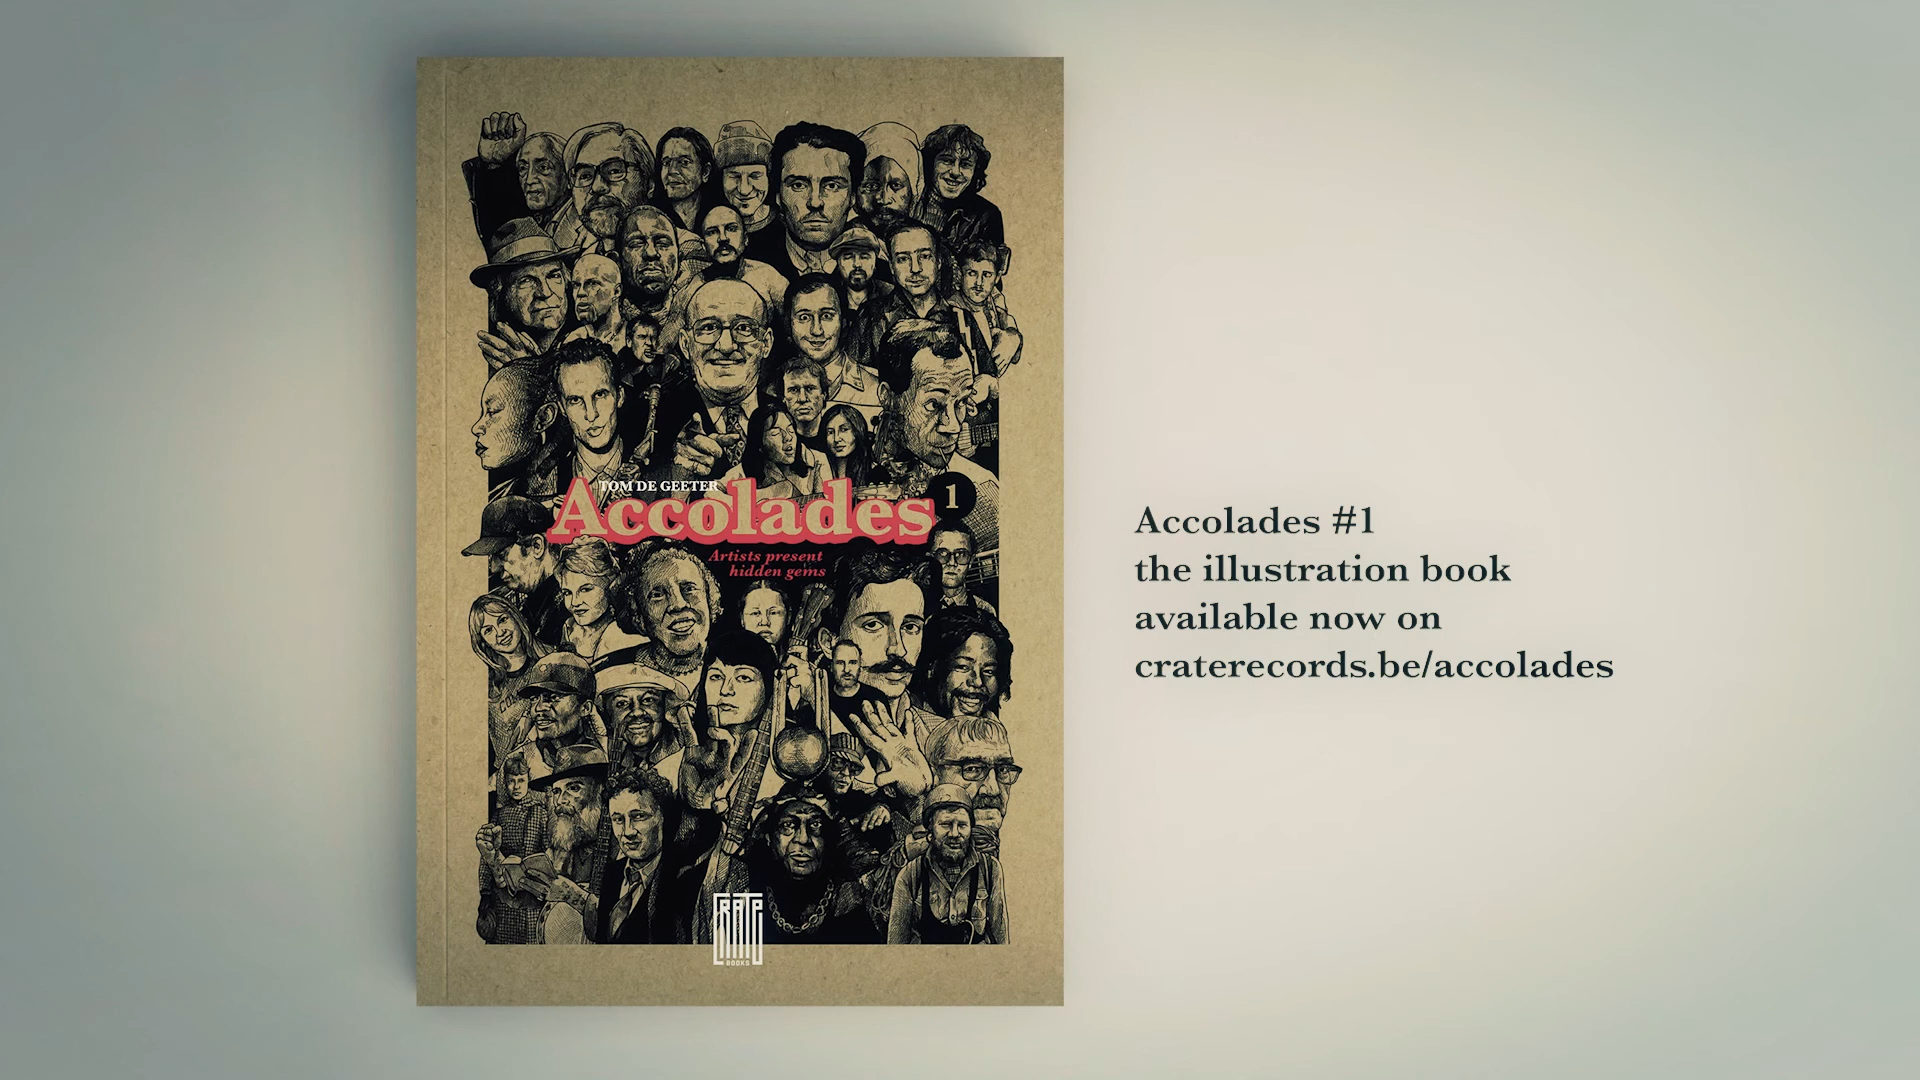 TOM DE GEETER
Accolades
1
Artists present
hidden gems
CRATE
BOOKS
Accolades #1
the illustration book
available now on
craterecords.be/accolades